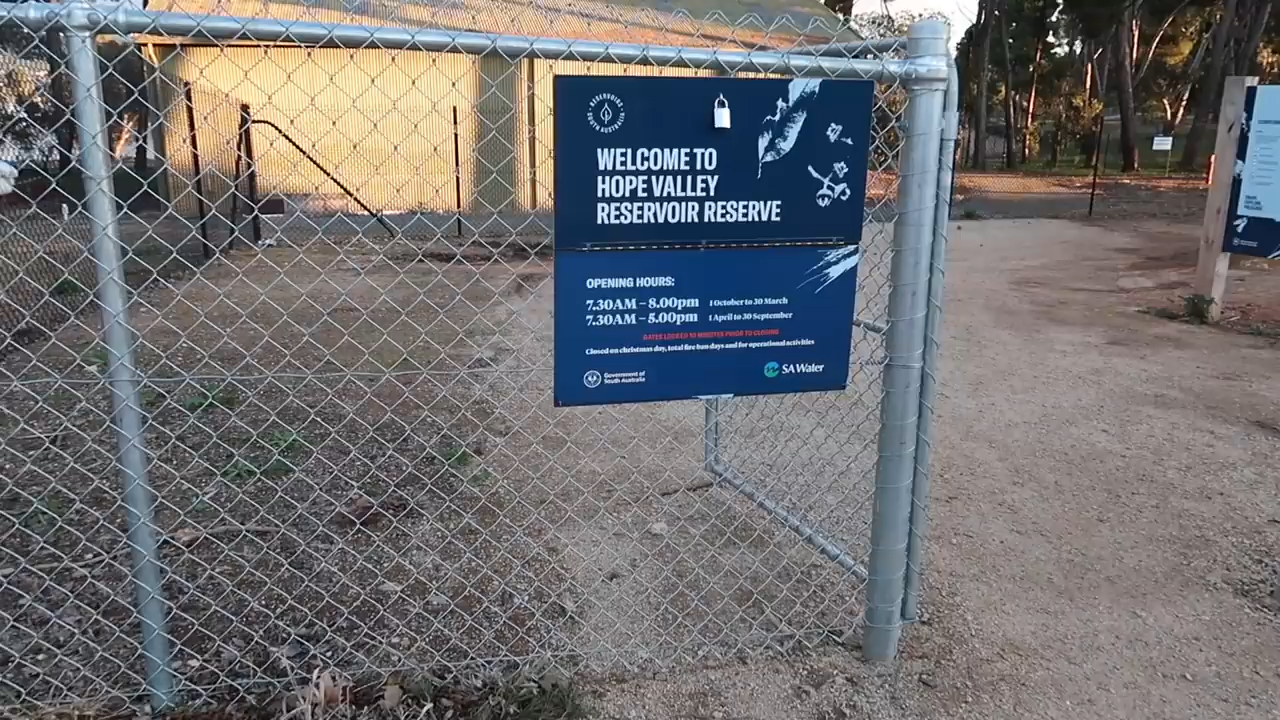 RESERVOIRS
SOUTH AUSTRALIA
WELCOME TO
HOPE VALLEY
RESERVOIR RESERVE
OPENING HOURS:
7.30AM – 8.00pm 1 October to 30 March
7.30AM – 5.00pm 1 April to 30 September
GATES LOCKED 10 MINUTES PRIOR TO CLOSING
Closed on christmas day, total fire ban days and for operational activities
Government of
South Australia
SA Water